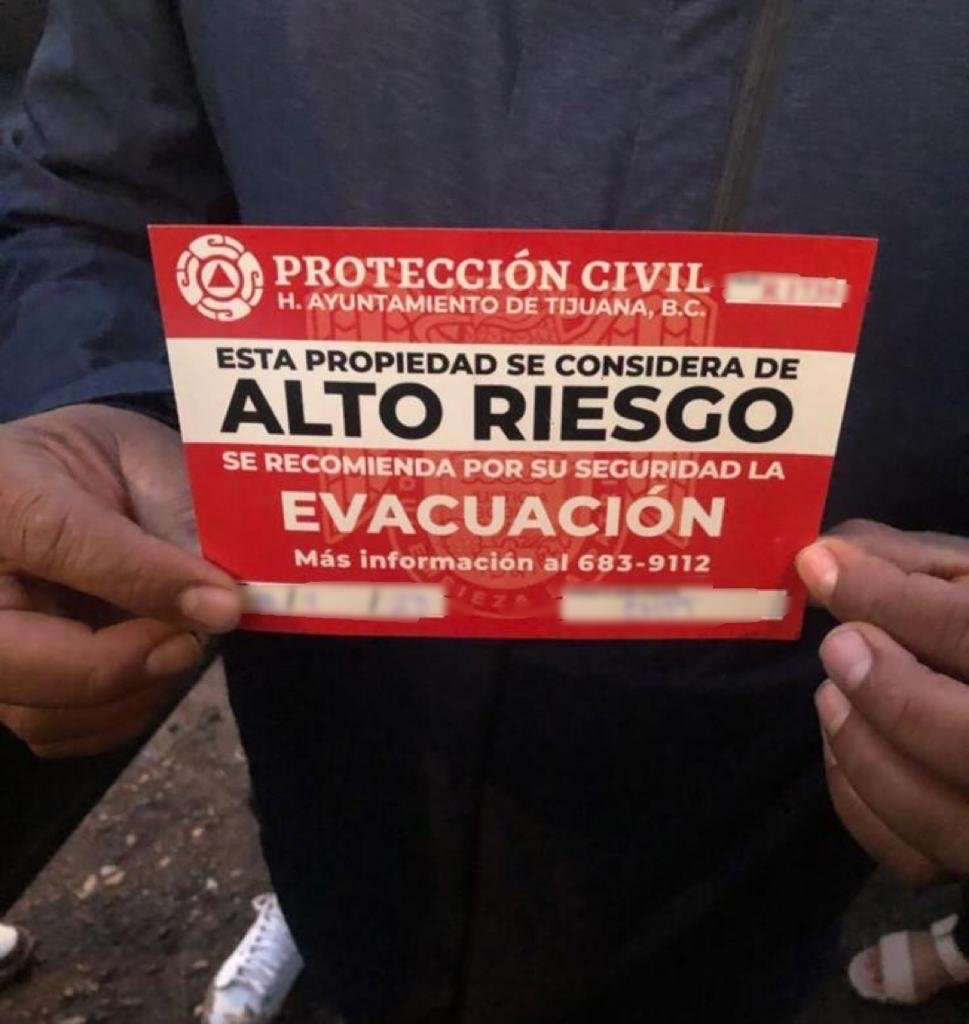 PROTECCIÓN CIVIL
H. AYUNTAMIENTO DE TIJUANA, B.C.
ESTA PROPIEDAD SE CONSIDERA DE
ALTO RIESGO
SE RECOMIENDA POR SU SEGURIDAD LA
EVACUACIÓN
Más información al 683-9112